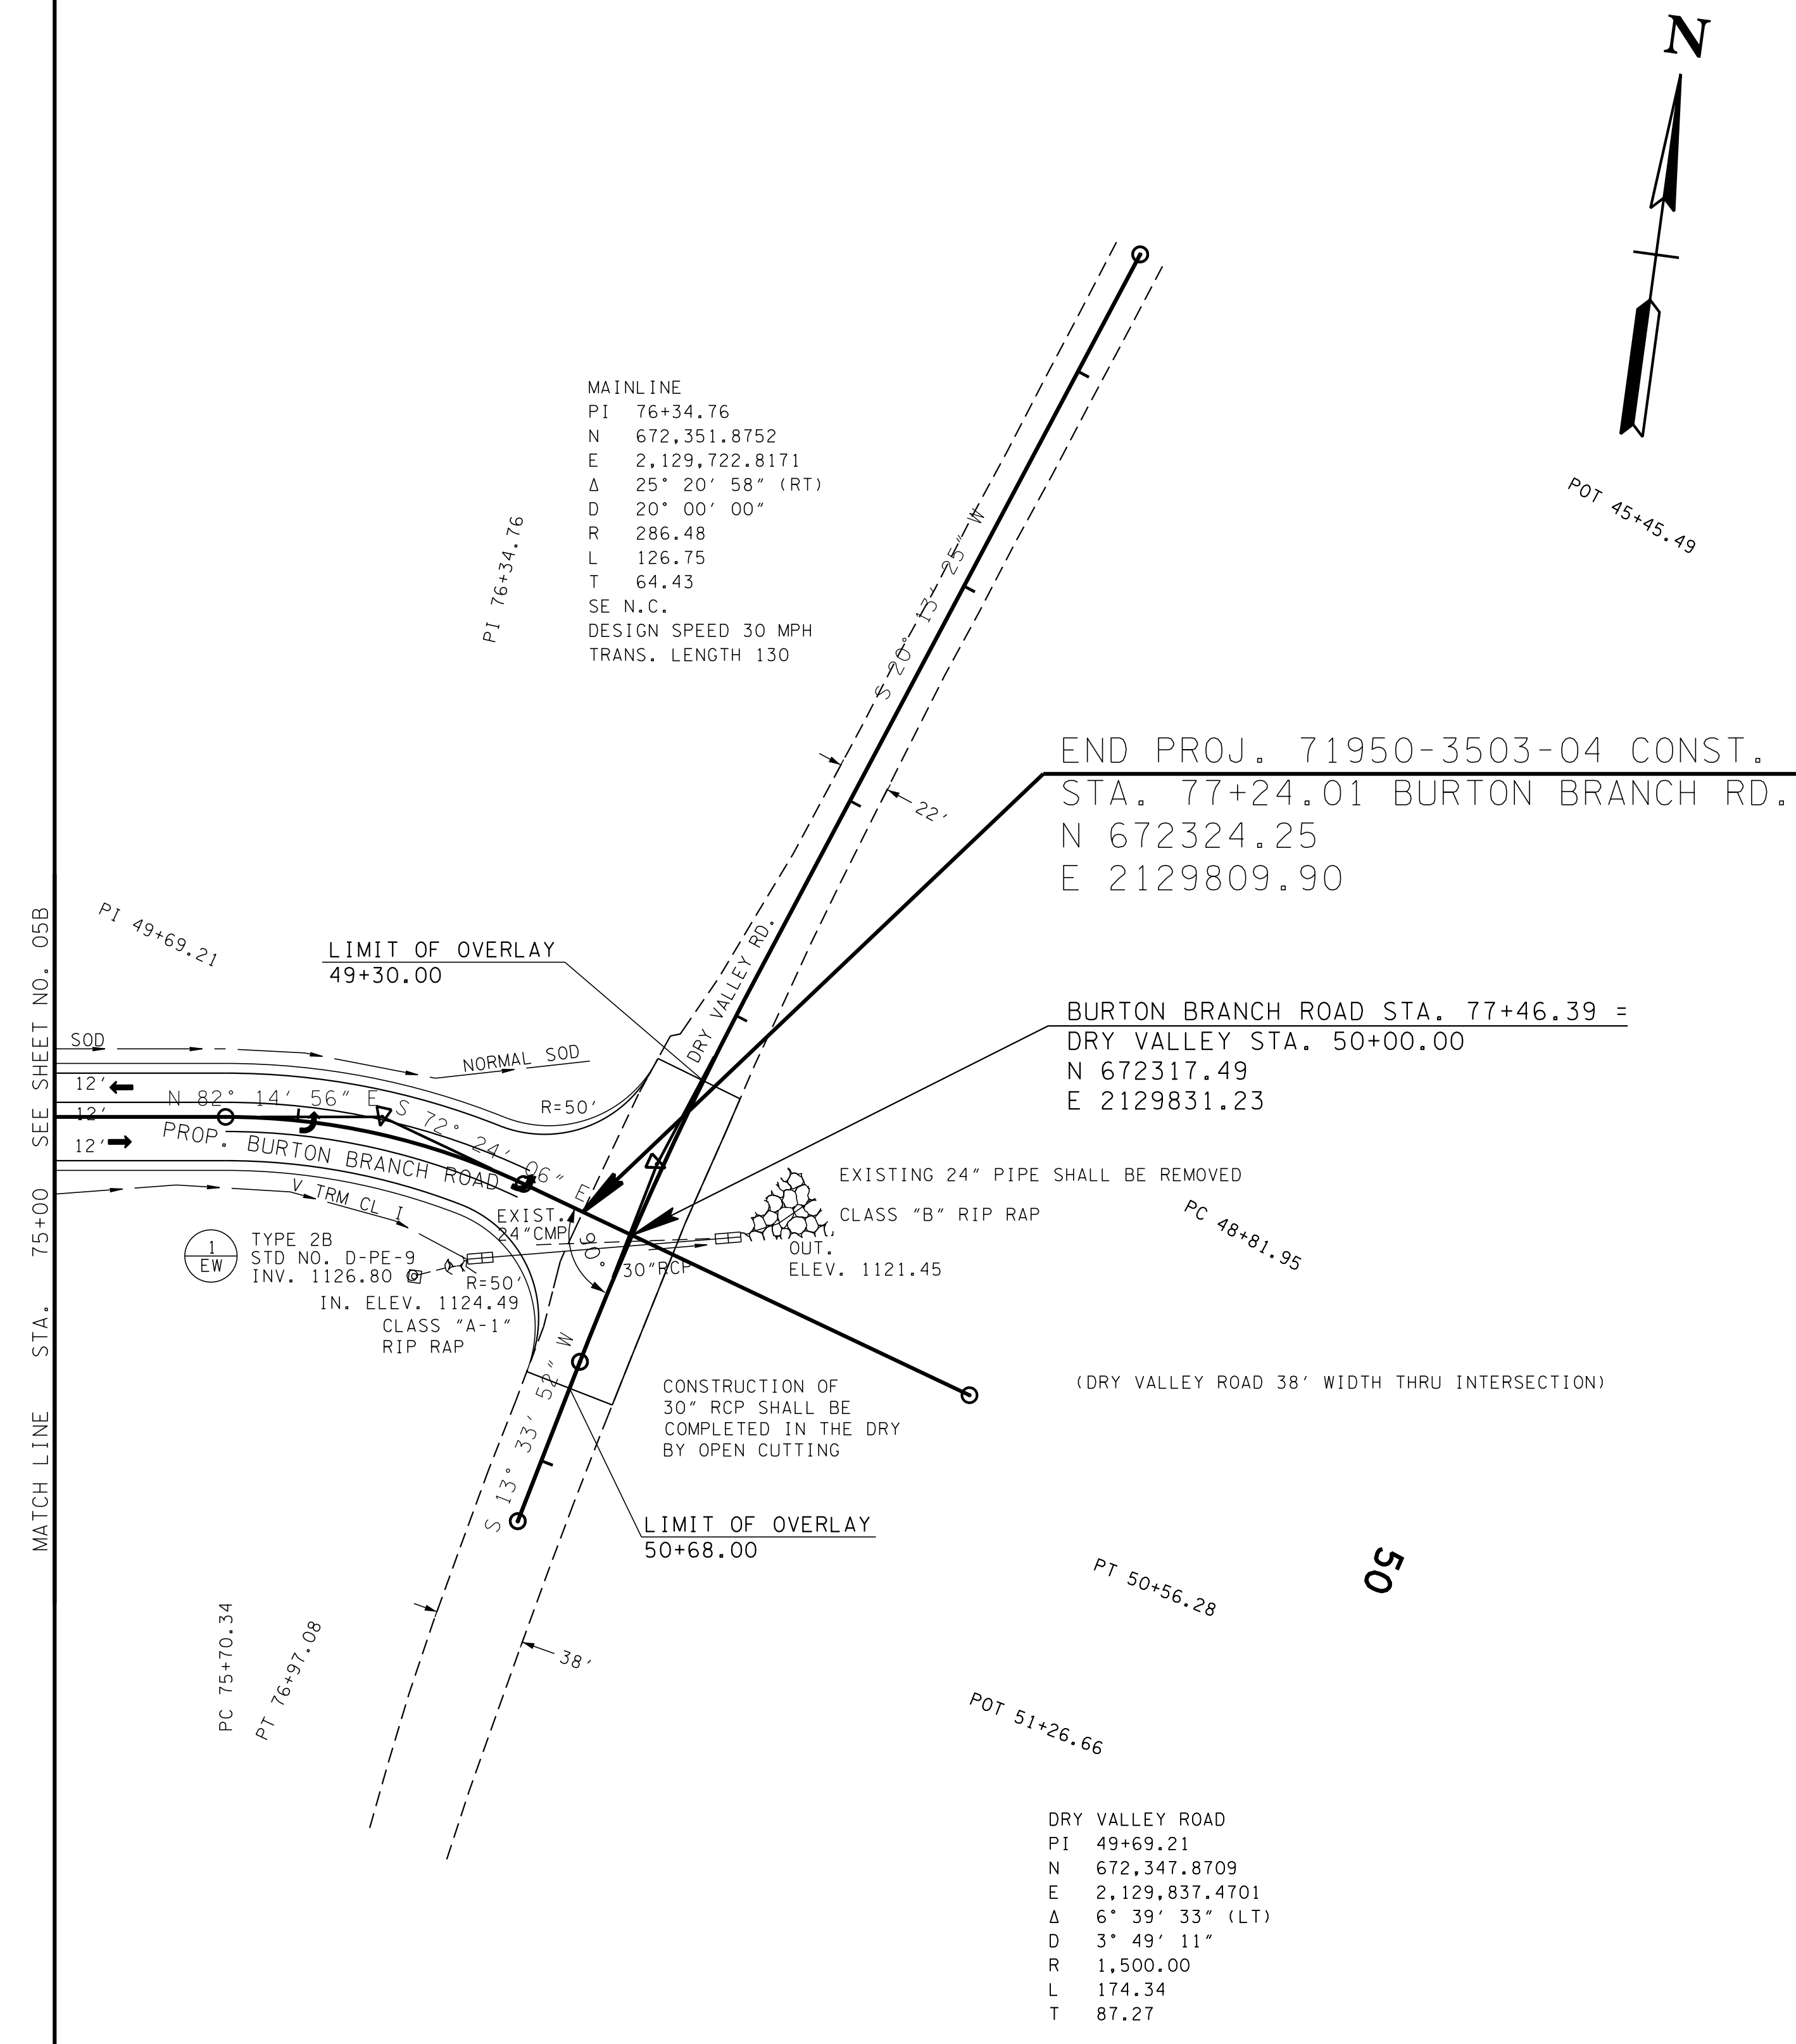 N
MAINLINE
PI 76+34.76
N 672,351.8752
E 2,129,722.8171
Δ 25° 20′ 58″ (RT)
D 20° 00′ 00″
R 286.48
L 126.75
T 64.43
SE N.C.
DESIGN SPEED 30 MPH
TRANS. LENGTH 130
PI 76+34.76
POT 45+45.49
S 20° 13′ 25″ W
END PROJ. 71950-3503-04 CONST.
STA. 77+24.01 BURTON BRANCH RD.
N 672324.25
E 2129809.90
22′
PI 49+69.21
LIMIT OF OVERLAY
49+30.00
DRY VALLEY RD.
BURTON BRANCH ROAD STA. 77+46.39 =
DRY VALLEY STA. 50+00.00
N 672317.49
E 2129831.23
MATCH LINE STA. 75+00 SEE SHEET NO. 05B
SOD
NORMAL SOD
12′
12′
12′
N 82° 14′ 56″ E
S 72° 24′ 06″ E
R=50′
PROP. BURTON BRANCH ROAD
V TRM CL I
EXISTING 24″ PIPE SHALL BE REMOVED
CLASS "B" RIP RAP
PC 48+81.95
EXIST.
24″CMP
90°
30″RCP
OUT.
ELEV. 1121.45
1
EW
TYPE 2B
STD NO. D-PE-9
INV. 1126.80
R=50′
IN. ELEV. 1124.49
CLASS "A-1"
RIP RAP
(DRY VALLEY ROAD 38′ WIDTH THRU INTERSECTION)
CONSTRUCTION OF
30″ RCP SHALL BE
COMPLETED IN THE DRY
BY OPEN CUTTING
S 13° 33′ 52″ W
LIMIT OF OVERLAY
50+68.00
PT 50+56.28
50
38′
PC 75+70.34
PT 76+97.08
POT 51+26.66
DRY VALLEY ROAD
PI 49+69.21
N 672,347.8709
E 2,129,837.4701
Δ 6° 39′ 33″ (LT)
D 3° 49′ 11″
R 1,500.00
L 174.34
T 87.27